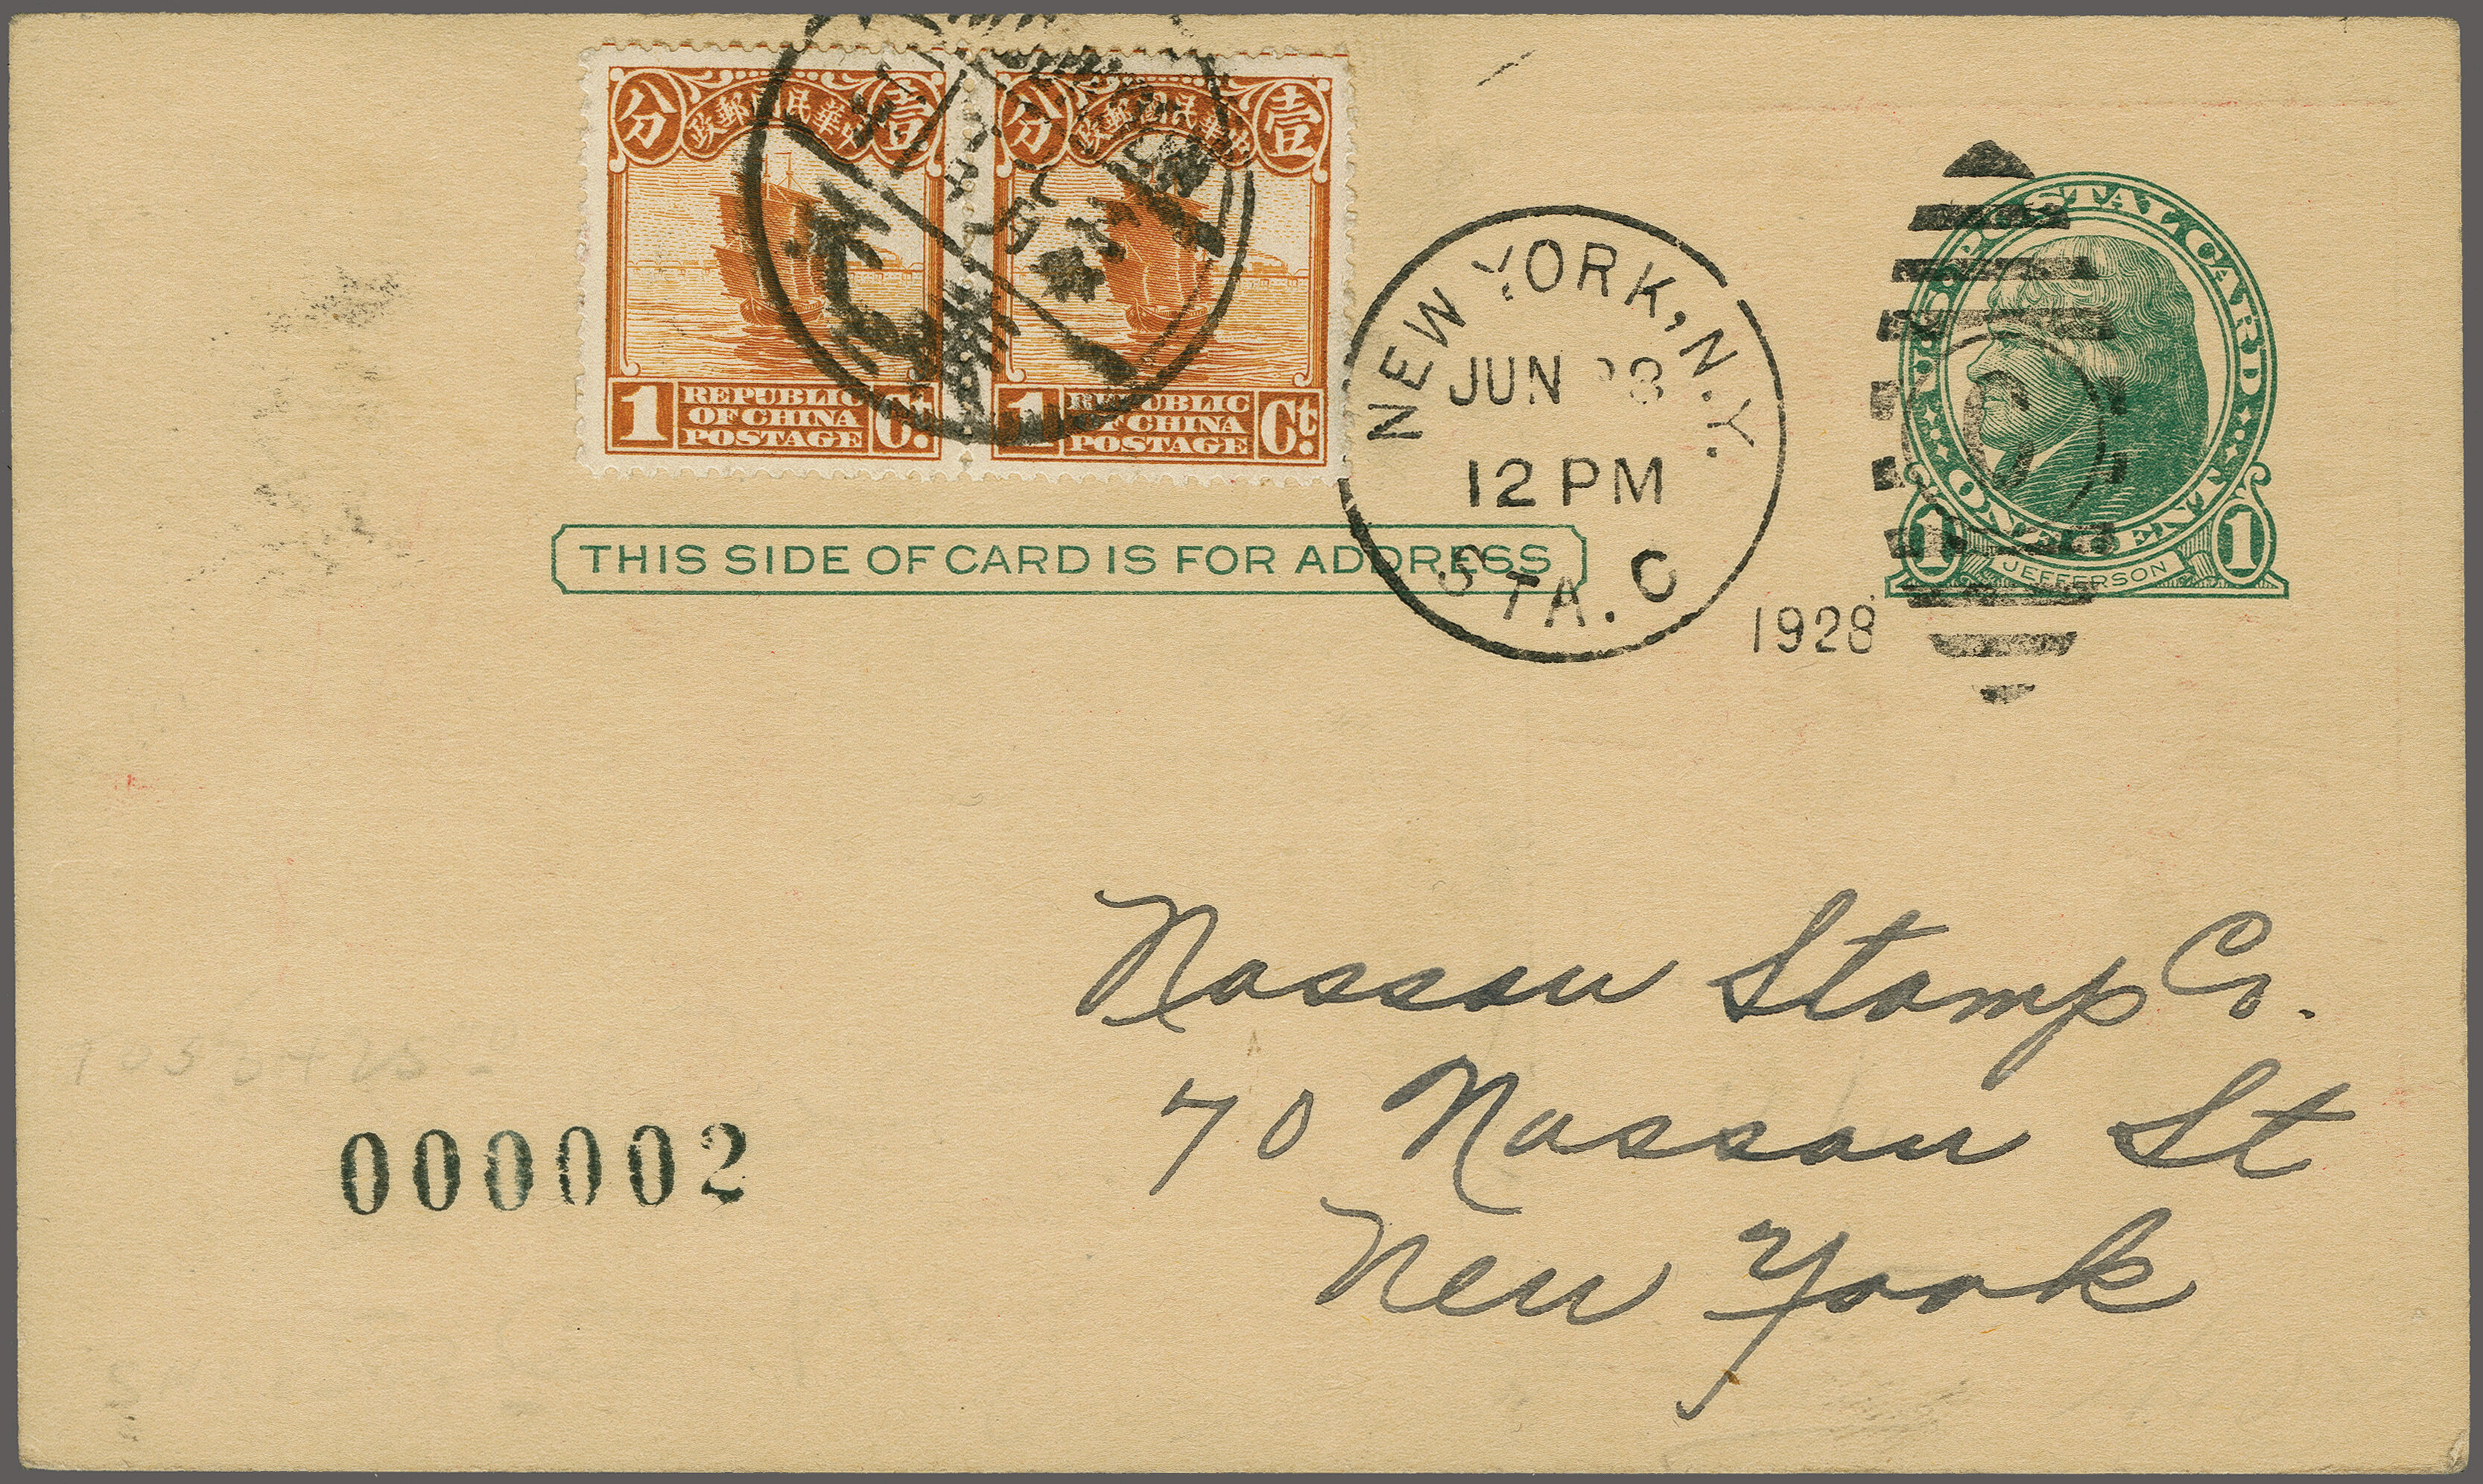 分 中華民國郵政 壹
分 中華民國郵政 壹
1 REPUBLIC OF CHINA POSTAGE Ct.
1 REPUBLIC OF CHINA POSTAGE Ct.
NEW YORK, N.Y.
JUN
12 PM
STA. C
1928
U·S· POSTAL CARD
ONE CENT
1 JEFFERSON 1
THIS SIDE OF CARD IS FOR ADDRESS
Nassau Stamp Co.
70 Nassau St
New York
000002